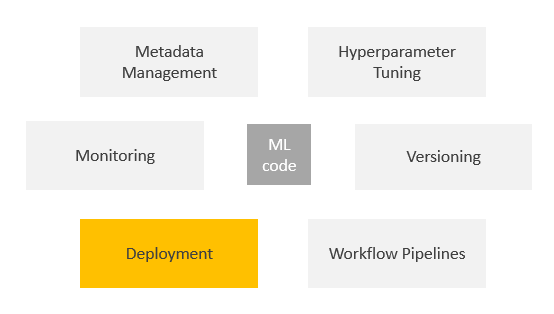 Metadata
Management
Hyperparameter
Tuning
Monitoring
ML
code
Versioning
Deployment
Workflow Pipelines